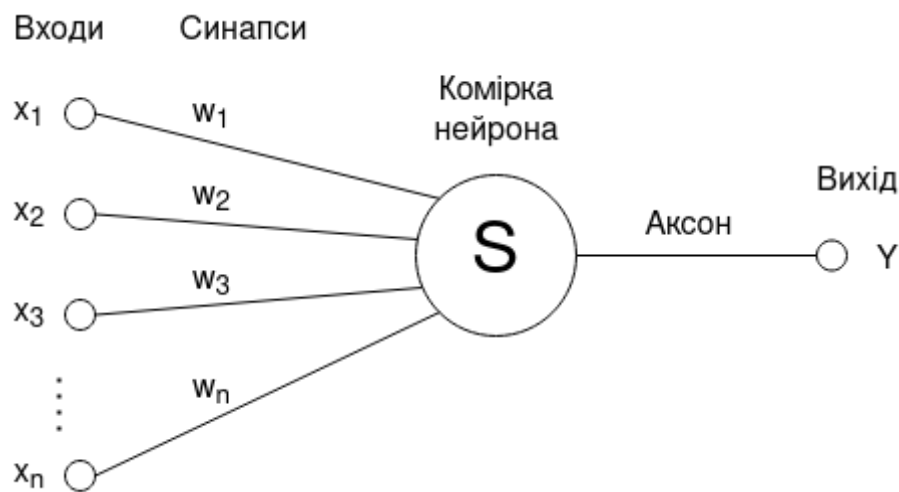 Входи
Синапси
Комірка
нейрона
x1
w1
x2
w2
x3
w3
xn
wn
S
Аксон
Вихід
Y